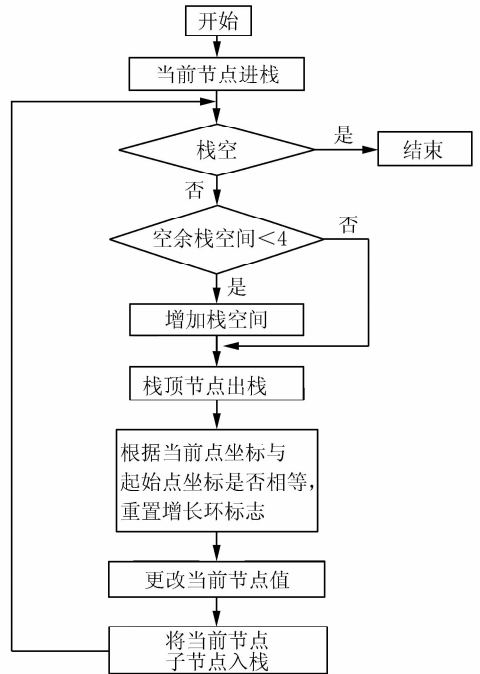 开始
当前节点进栈
栈空
是
结束
否
空余栈空间<4
否
是
增加栈空间
栈顶节点出栈
根据当前点坐标与
起始点坐标是否相等,
重置增长环标志
更改当前节点值
将当前节点
子节点入栈